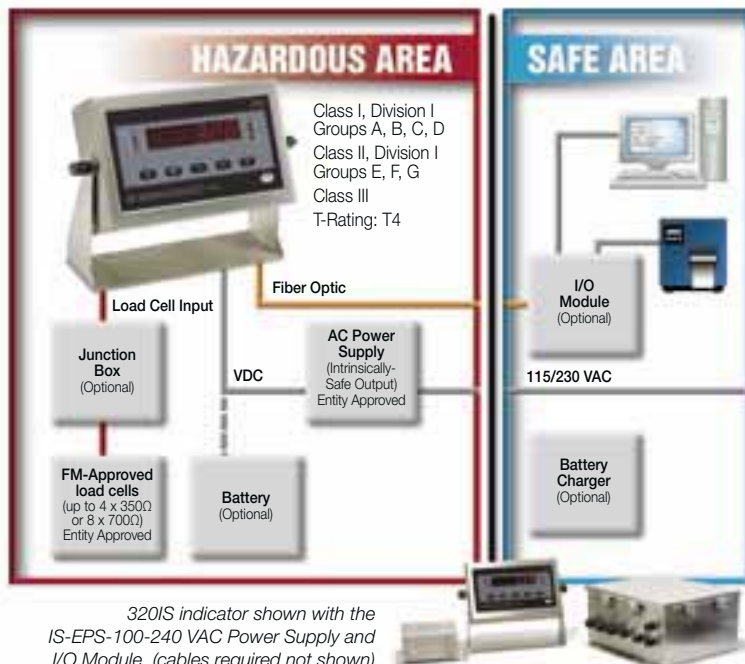 HAZARDOUS AREA
SAFE AREA
Class I, Division I
Groups A, B, C, D
Class II, Division I
Groups E, F, G
Class III
T-Rating: T4
Load Cell Input
Fiber Optic
I/O
Module
(Optional)
Junction
Box
(Optional)
VDC
AC Power
Supply
(Intrinsically-
Safe Output)
Entity Approved
115/230 VAC
FM-Approved
load cells
(up to 4 x 350Ω
or 8 x 700Ω)
Entity Approved
Battery
(Optional)
Battery
Charger
(Optional)
320IS indicator shown with the
IS-EPS-100-240 VAC Power Supply and
I/O Module (cables required not shown)